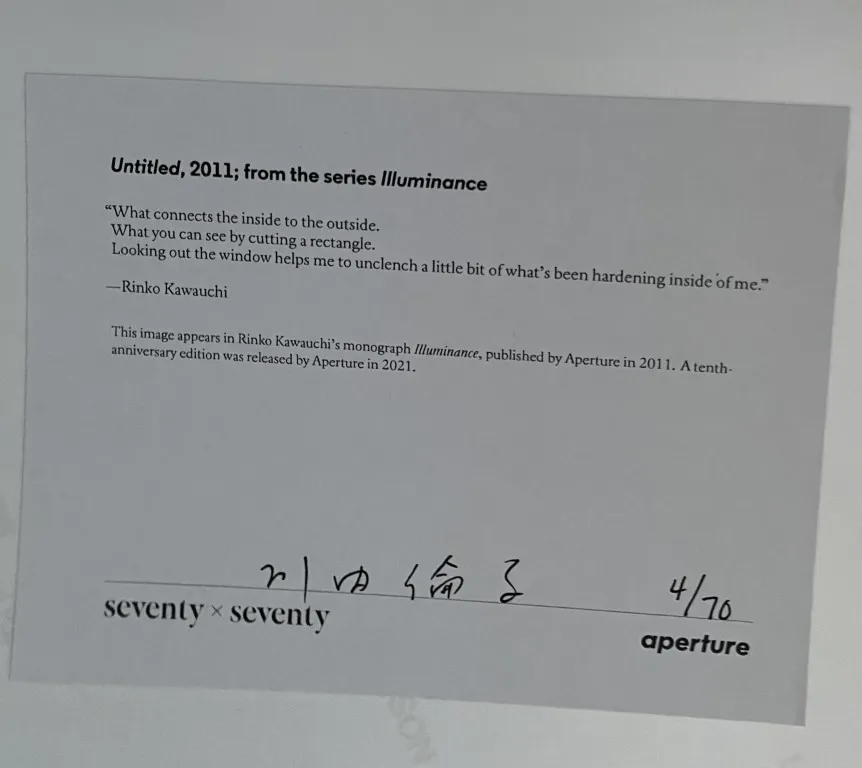 Untitled, 2011; from the series Illuminance
“What connects the inside to the outside.
What you can see by cutting a rectangle.
Looking out the window helps me to unclench a little bit of what’s been hardening inside of me.”
—Rinko Kawauchi
This image appears in Rinko Kawauchi’s monograph Illuminance, published by Aperture in 2011. A tenth-
anniversary edition was released by Aperture in 2021.
川内倫子 4/70
seventy × seventy
aperture